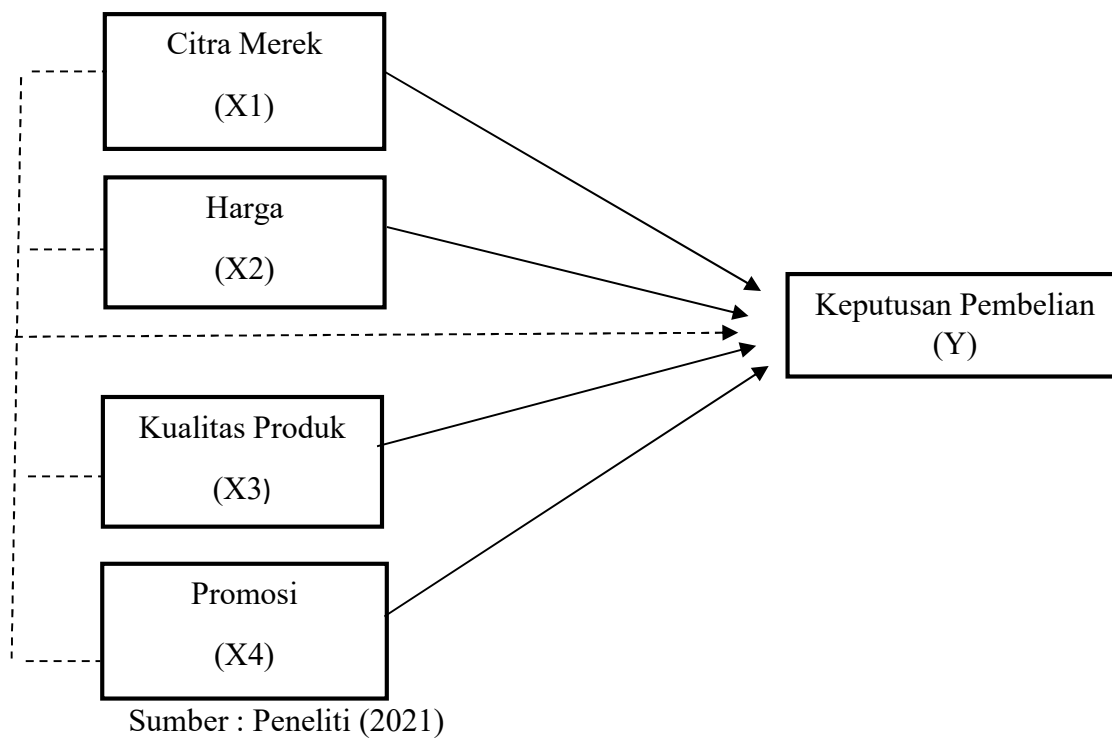 Citra Merek
(X1)
Harga
(X2)
Keputusan Pembelian
(Y)
Kualitas Produk
(X3)
Promosi
(X4)
Sumber : Peneliti (2021)